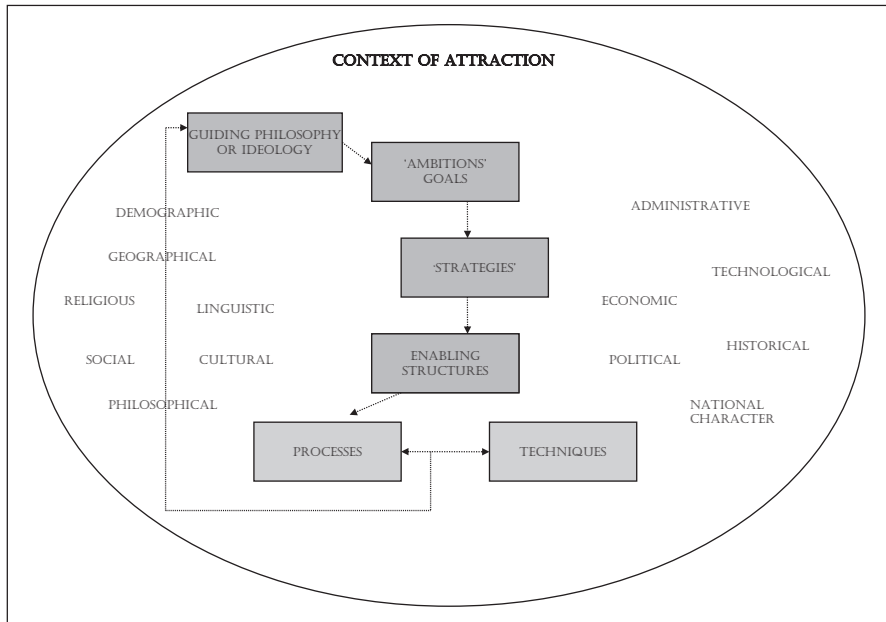 CONTEXT OF ATTRACTION
GUIDING PHILOSOPHY
OR IDEOLOGY
'AMBITIONS'
GOALS
DEMOGRAPHIC
ADMINISTRATIVE
GEOGRAPHICAL
'STRATEGIES'
TECHNOLOGICAL
RELIGIOUS
LINGUISTIC
ECONOMIC
SOCIAL
CULTURAL
ENABLING
STRUCTURES
POLITICAL
HISTORICAL
PHILOSOPHICAL
NATIONAL
CHARACTER
PROCESSES
TECHNIQUES